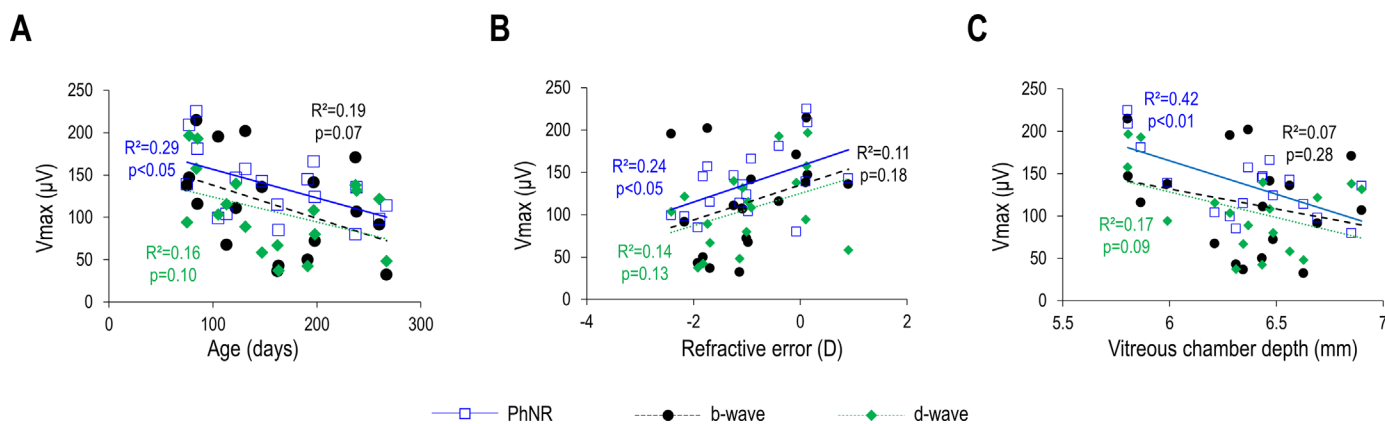 A
B
C
Vmax (µV)
250
200
150
100
50
0
0
100
200
300
Age (days)
R²=0.29
p<0.05
R²=0.19
p=0.07
R²=0.16
p=0.10
Vmax (µV)
250
200
150
100
50
0
-4
-2
0
2
Refractive error (D)
R²=0.24
p<0.05
R²=0.11
p=0.18
R²=0.14
p=0.13
Vmax (µV)
250
200
150
100
50
0
5.5
6
6.5
7
Vitreous chamber depth (mm)
R²=0.42
p<0.01
R²=0.07
p=0.28
R²=0.17
p=0.09
PhNR
b-wave
d-wave